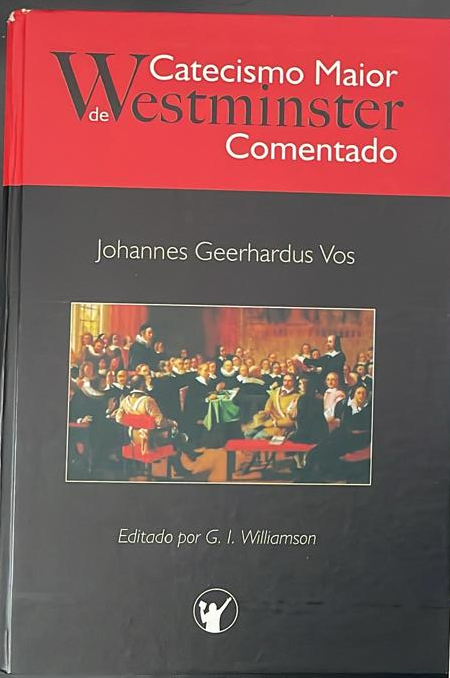 Catecismo Maior
de Westminster
Comentado
Johannes Geerhardus Vos
Editado por G. I. Williamson